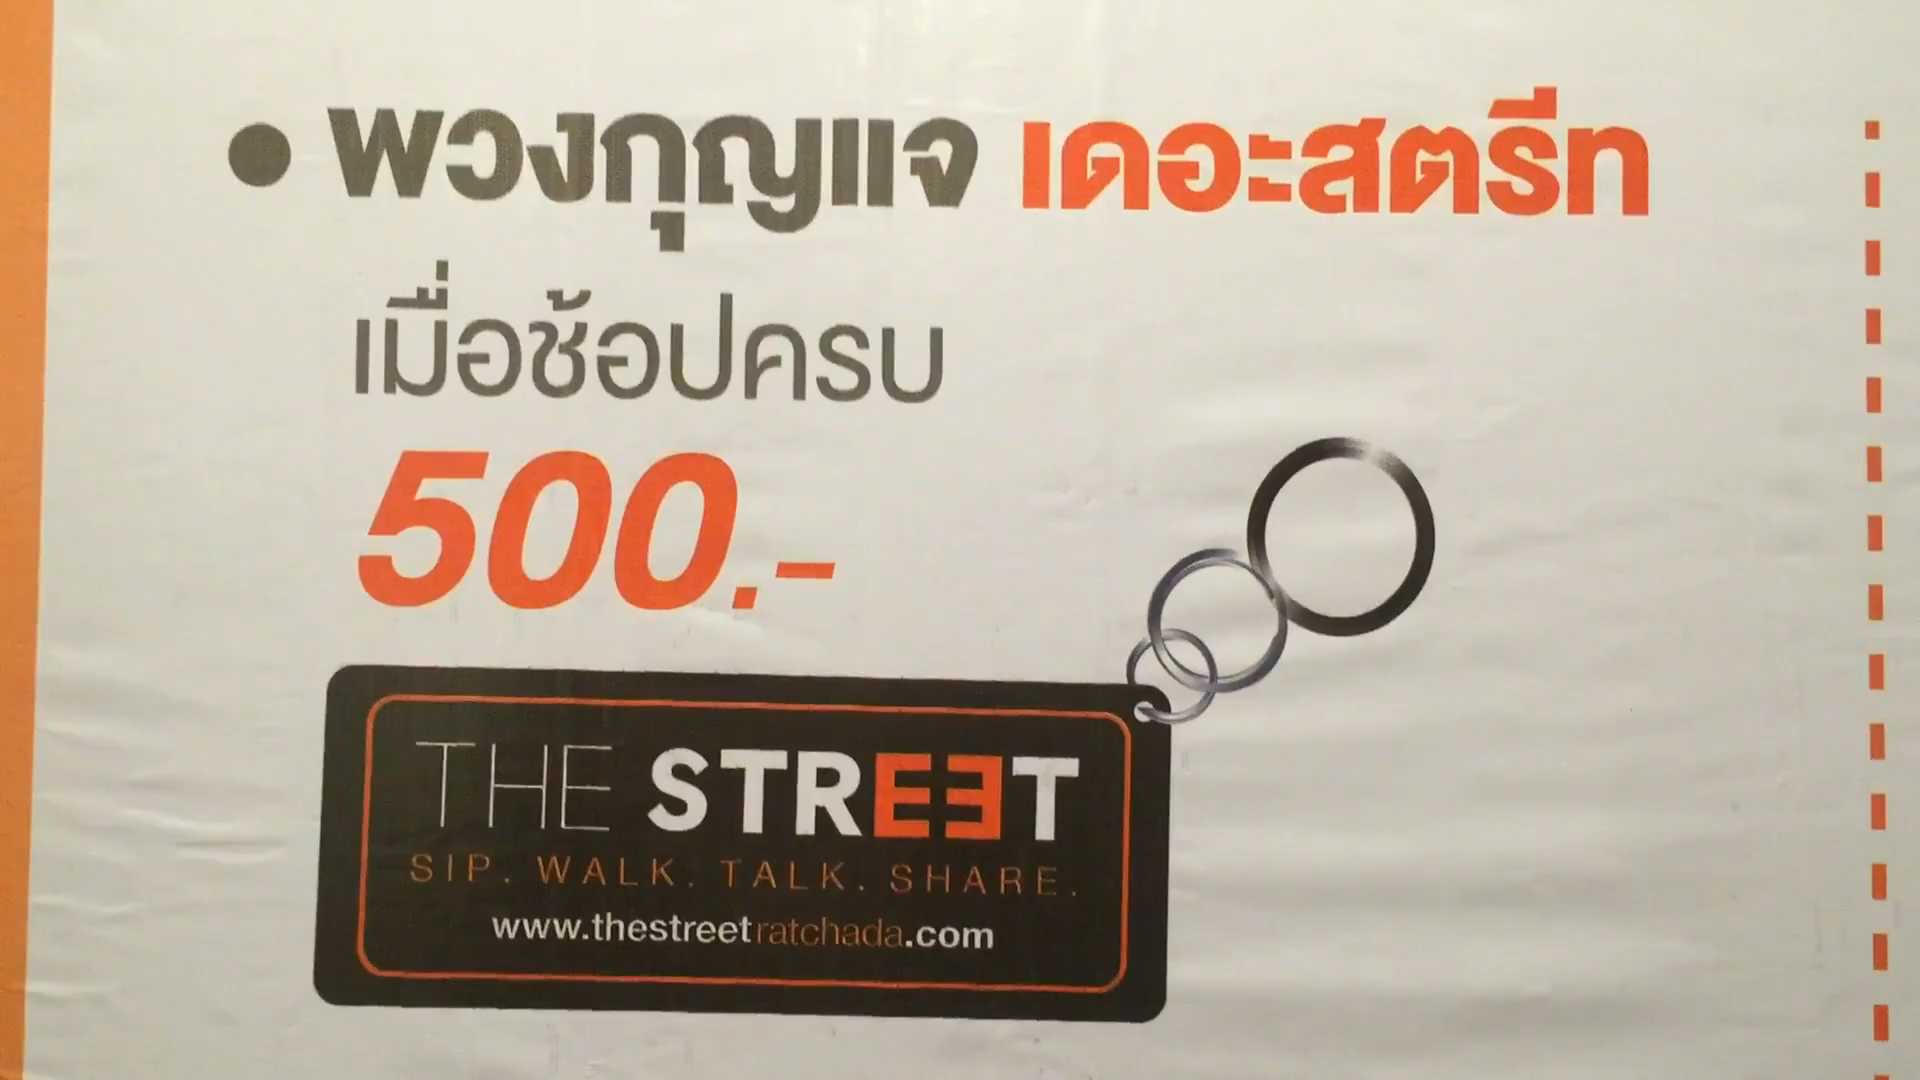 • พวงกุญแจ เดอะสตรีท
เมื่อช้อปครบ
500.-
THE STREET
SIP. WALK. TALK. SHARE.
www.thestreetratchada.com